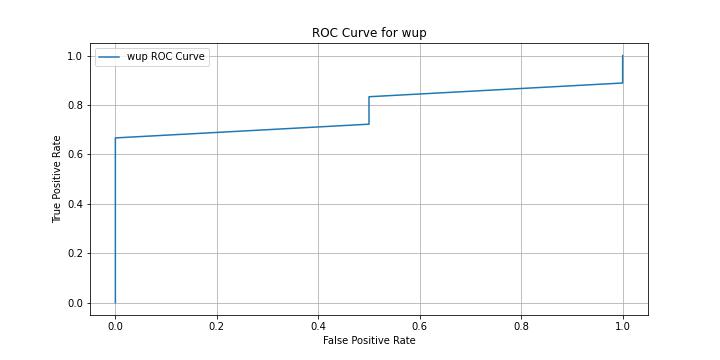 ROC Curve for wup
wup ROC Curve
True Positive Rate
1.0
0.8
0.6
0.4
0.2
0.0
0.0 0.2 0.4 0.6 0.8 1.0
False Positive Rate